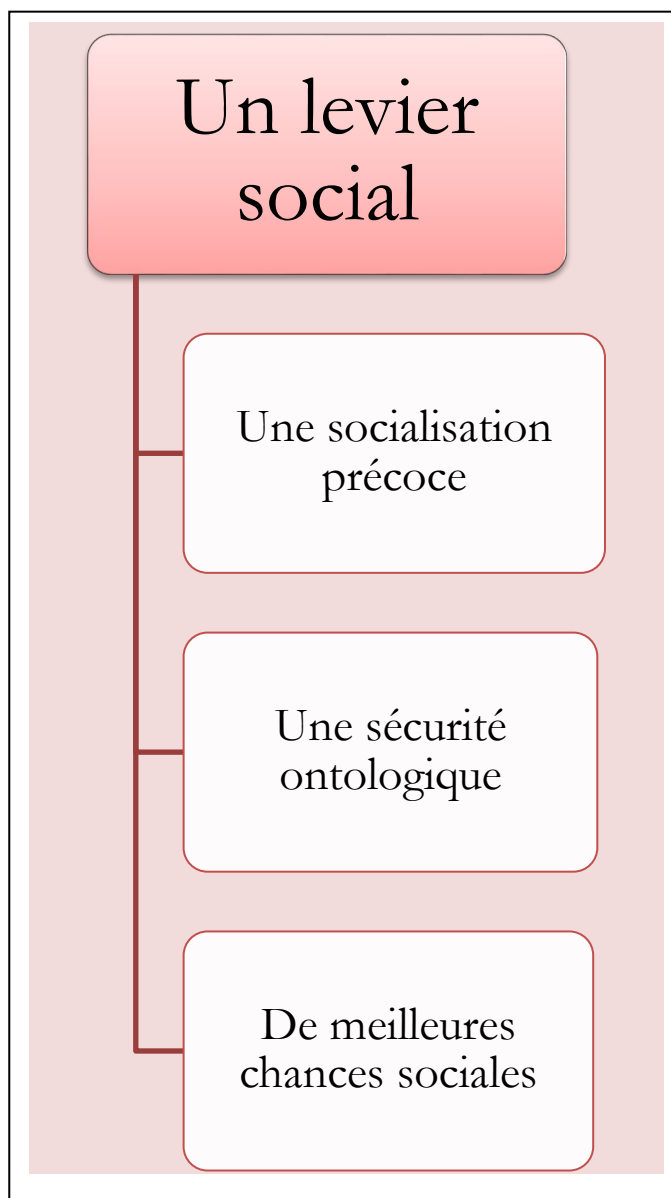 Un levier
social
Une socialisation
précoce
Une sécurité
ontologique
De meilleures
chances sociales